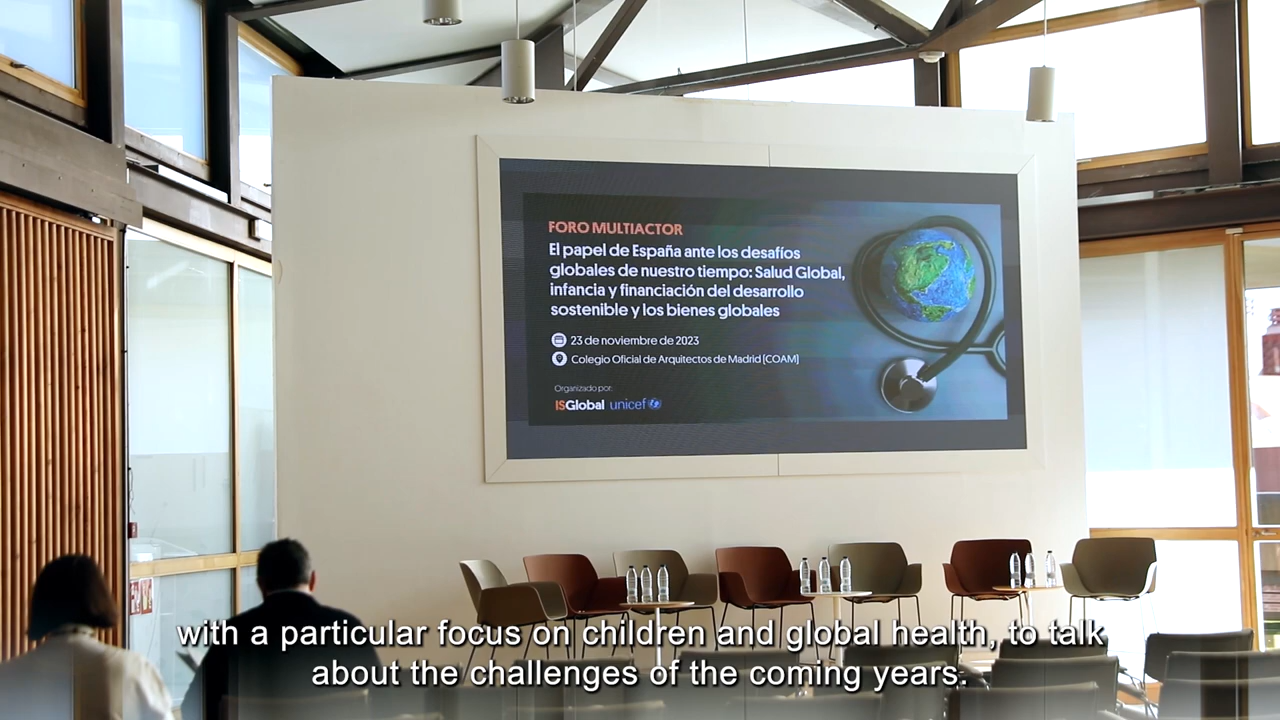 FORO MULTIACTOR
El papel de España ante los desafíos
globales de nuestro tiempo: Salud Global,
infancia y financiación del desarrollo
sostenible y los bienes globales
23 de noviembre de 2023
Colegio Oficial de Arquitectos de Madrid (COAM)
Organizado por:
ISGlobal unicef
with a particular focus on children and global health, to talk
about the challenges of the coming years.